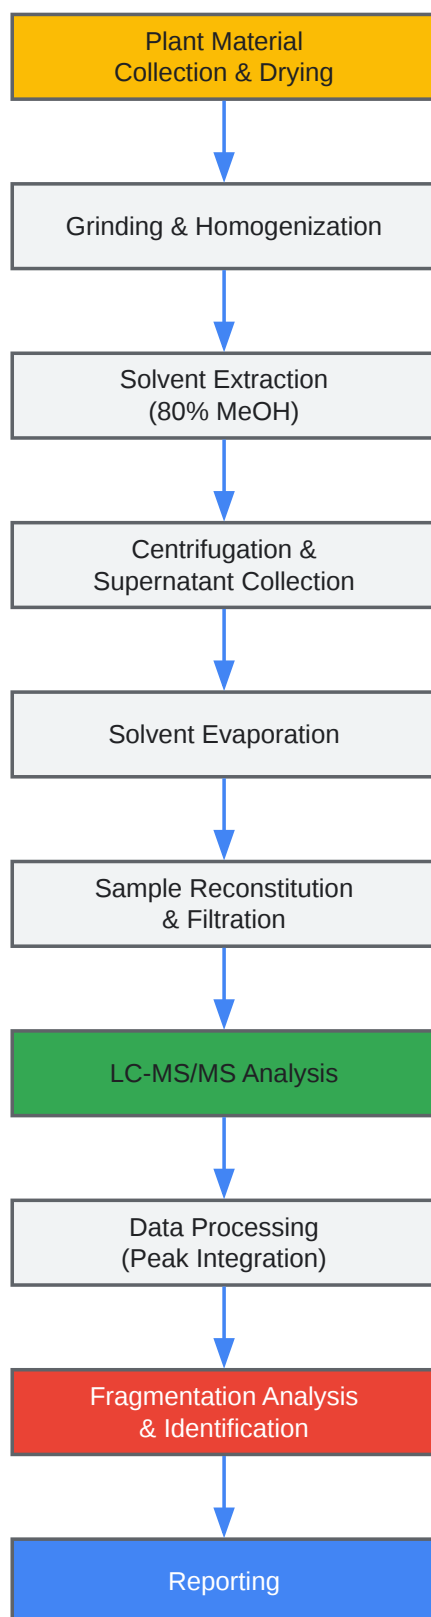 Plant Material
Collection & Drying
Grinding & Homogenization
Solvent Extraction
(80% MeOH)
Centrifugation &
Supernatant Collection
Solvent Evaporation
Sample Reconstitution
& Filtration
LC-MS/MS Analysis
Data Processing
(Peak Integration)
Fragmentation Analysis
& Identification
Reporting